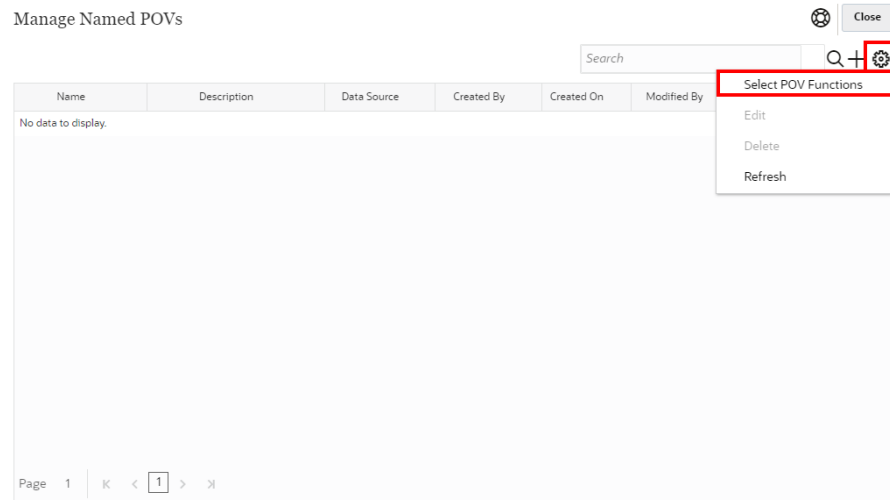 Manage Named POVs
Close
Search
Select POV Functions
Edit
Delete
Refresh
Name Description Data Source Created By Created On Modified By
No data to display.
Page 1 1